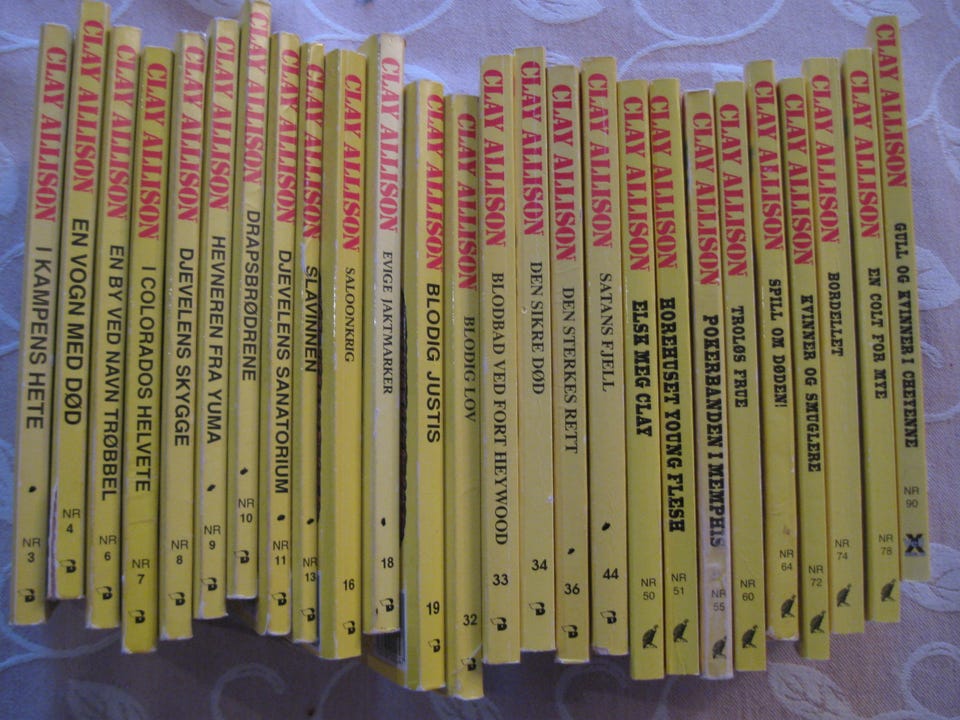 CLAY ALLISON I KAMPENS HETE NR 3
CLAY ALLISON EN VOGN MED DØD NR 4
CLAY ALLISON EN BY VED NAVN TRØBBEL NR 6
CLAY ALLISON I COLORADOS HELVETE NR 7
CLAY ALLISON DJEVELENS SKYGGE NR 8
CLAY ALLISON HEVNEREN FRA YUMA NR 9
CLAY ALLISON DRAPSBRØDRENE NR 10
CLAY ALLISON DJEVELENS SANATORIUM NR 11
CLAY ALLISON SLAVINNEN NR 13
CLAY ALLISON SALOONKRIG 16
CLAY ALLISON EVIGE JAKTMARKER 18
CLAY ALLISON BLODIG JUSTIS 19
CLAY ALLISON BLODIG LOV 32
CLAY ALLISON BLODBAD VED FORT HEYWOOD 33
CLAY ALLISON DEN SIKRE DØD 34
CLAY ALLISON DEN STERKES RETT 36
CLAY ALLISON SATANS FJELL 44
CLAY ALLISON ELSK MEG CLAY NR 50
CLAY ALLISON HOREHUSET YOUNG FLESH NR 51
CLAY ALLISON POKERBANDEN I MEMPHIS NR 55
CLAY ALLISON TROLØS FRUE NR 60
CLAY ALLISON SPILL OM DØDEN! NR 64
CLAY ALLISON KVINNER OG SMUGLERE NR 72
CLAY ALLISON BORDELLET NR 74
CLAY ALLISON EN COLT FOR MYE NR 78
CLAY ALLISON GULL OG KVINNER I CHEYENNE NR 90